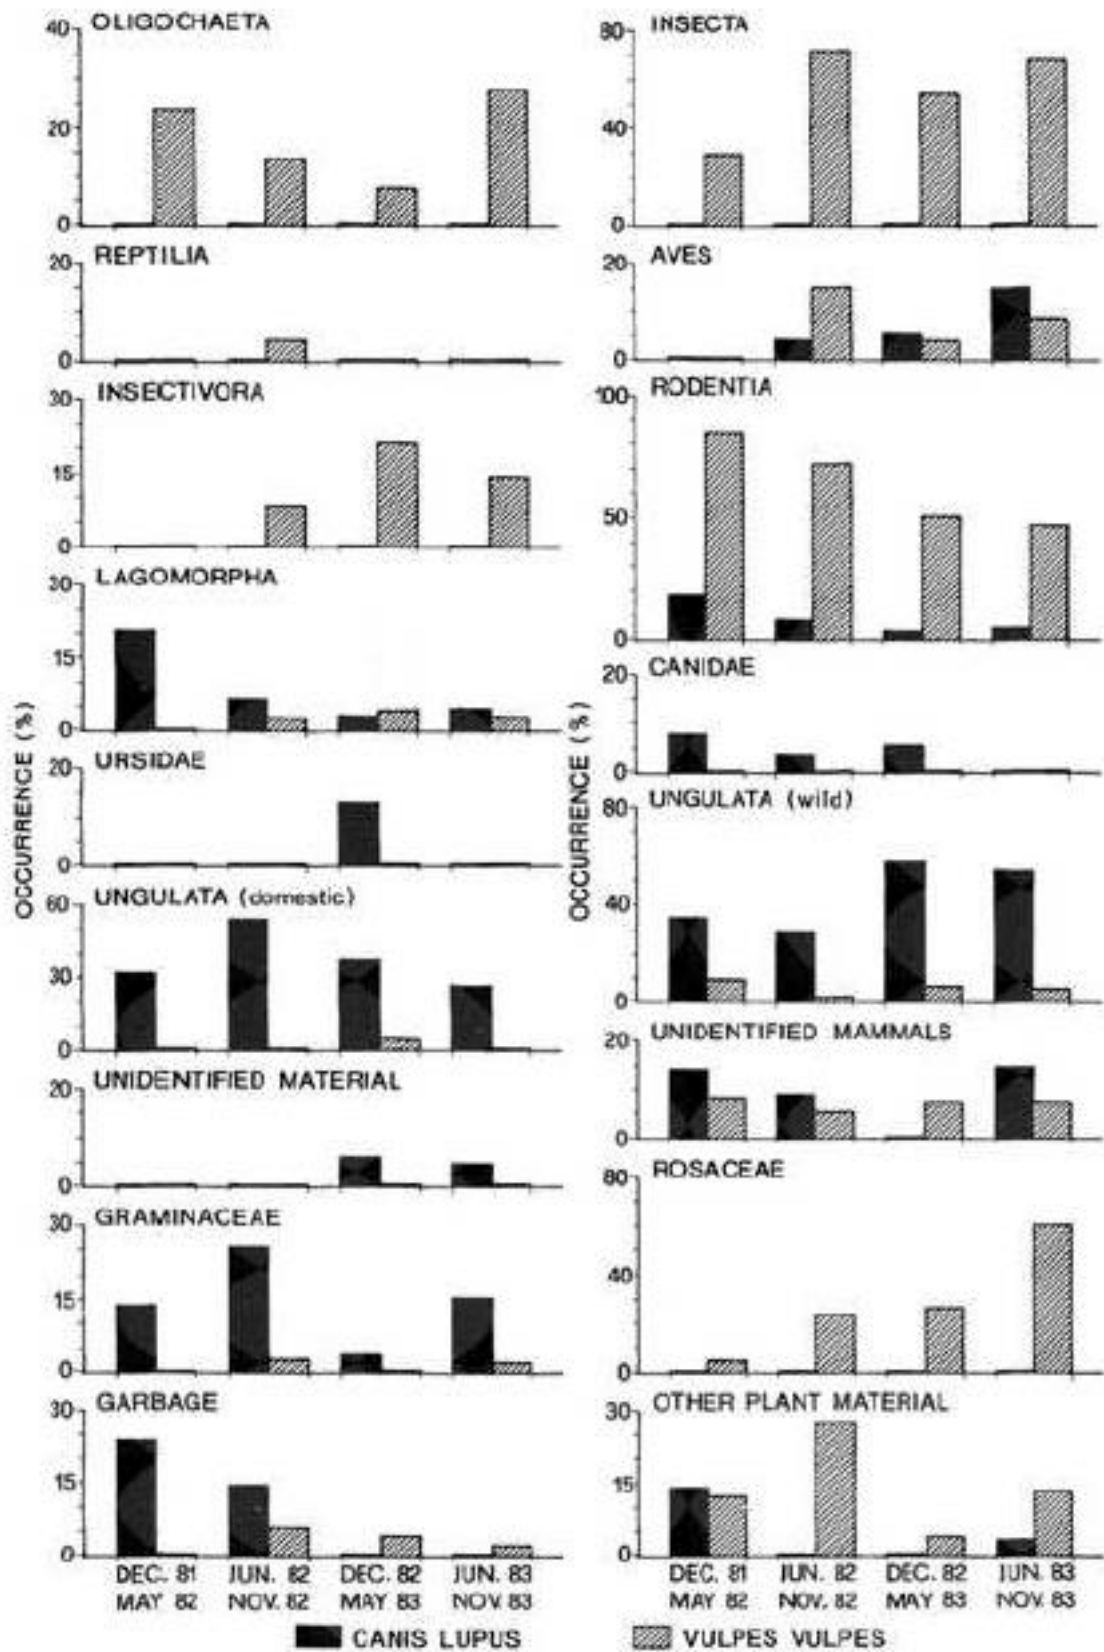 OLIGOCHAETA
40
20
0
REPTILIA
20
0
INSECTIVORA
30
15
0
LAGOMORPHA
30
15
0
URSIDAE
20
0
UNGULATA (domestic)
60
30
0
UNIDENTIFIED MATERIAL
20
0
GRAMINACEAE
30
15
0
GARBAGE
30
15
0
OCCURRENCE (%)
DEC. 81 JUN. 82 DEC. 82 JUN. 83
MAY 82 NOV. 82 MAY 83 NOV. 83
INSECTA
80
40
0
AVES
20
0
RODENTIA
100
50
0
CANIDAE
20
0
UNGULATA (wild)
80
40
0
UNIDENTIFIED MAMMALS
20
0
ROSACEAE
80
40
0
OTHER PLANT MATERIAL
30
15
0
OCCURRENCE (%)
DEC. 81 JUN. 82 DEC. 82 JUN. 83
MAY 82 NOV. 82 MAY 83 NOV. 83
CANIS LUPUS VULPES VULPES